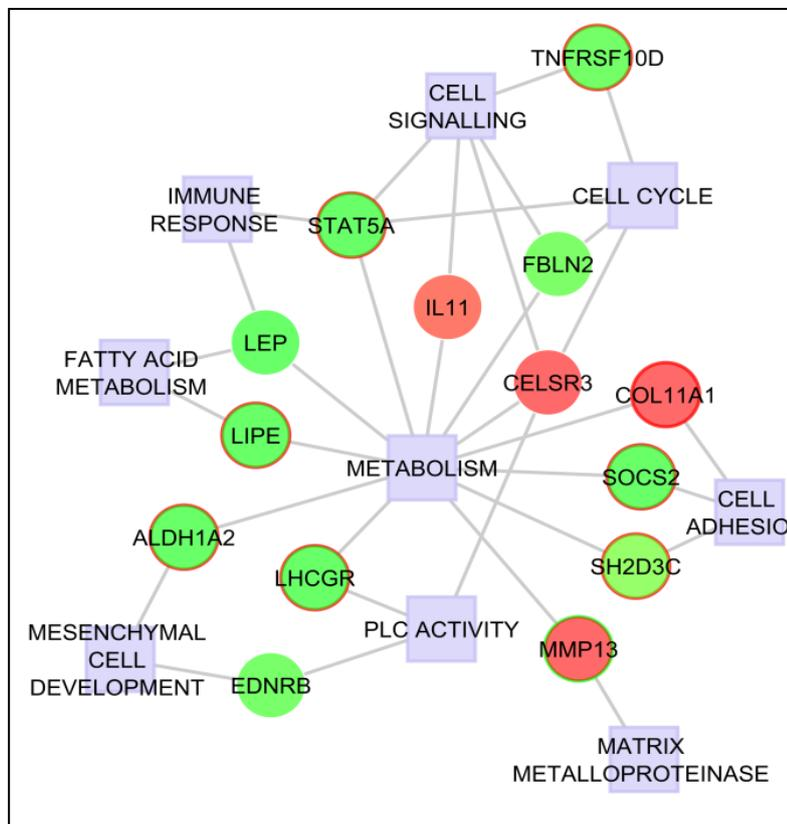 TNFRSF10D
CELL
SIGNALLING
IMMUNE
RESPONSE
CELL CYCLE
STAT5A
FBLN2
IL11
LEP
FATTY ACID
METABOLISM
CELSR3
COL11A1
LIPE
METABOLISM
SOCS2
CELL
ADHESIO
ALDH1A2
SH2D3C
LHCGR
PLC ACTIVITY
MESENCHYMAL
CELL
DEVELOPMENT
MMP13
EDNRB
MATRIX
METALLOPROTEINASE